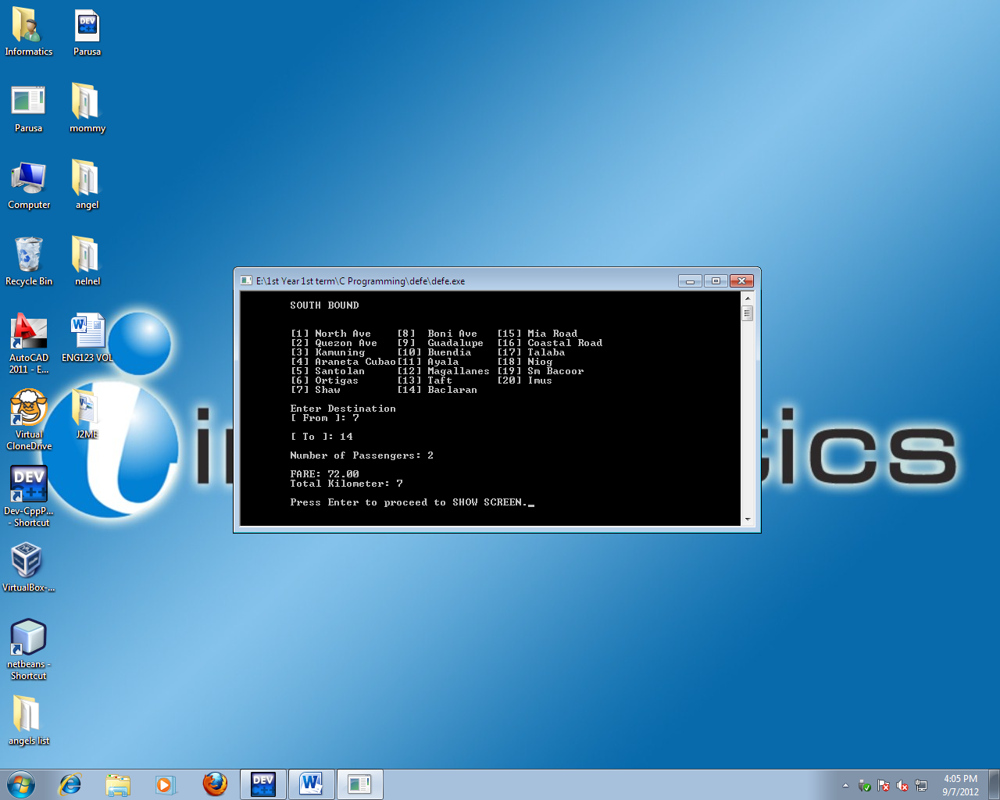 Informatics
Parusa
Parusa
mommy
Computer
angel
Recycle Bin
nelnel
AutoCAD
2011 - E...
ENG123 VOL
Virtual
CloneDrive
J2ME
DEV
C++
Dev-CppP...
- Shortcut
VirtualBox-...
netbeans -
Shortcut
angels list
E:\1st Year 1st term\C Programming\defe\defe.exe
SOUTH BOUND
[1] North Ave [8] Boni Ave [15] Mia Road
[2] Quezon Ave [9] Guadalupe [16] Coastal Road
[3] Kamuning [10] Buendia [17] Talaba
[4] Araneta Cubao[11] Ayala [18] Niog
[5] Santolan [12] Magallanes [19] Sm Bacoor
[6] Ortigas [13] Taft [20] Imus
[7] Shaw [14] Baclaran
Enter Destination
[ From ]: 7
[ To ]: 14
Number of Passengers: 2
FARE: 72.00
Total Kilometer: 7
Press Enter to proceed to SHOW SCREEN._
DEV
4:05 PM
9/7/2012